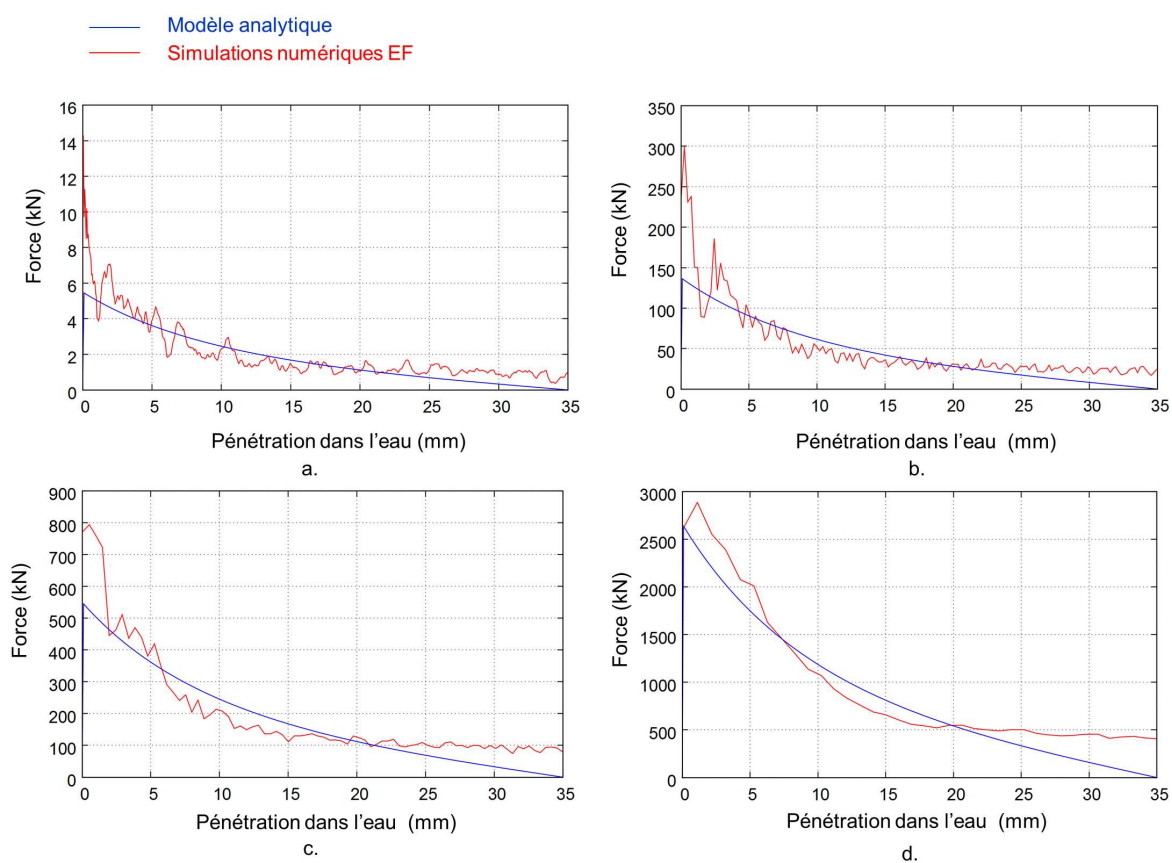 Modèle analytique
Simulations numériques EF
16
14
12
10
8
6
4
2
0
Force (kN)
0 5 10 15 20 25 30 35
Pénétration dans l'eau (mm)
a.
350
300
250
200
150
100
50
0
Force (kN)
0 5 10 15 20 25 30 35
Pénétration dans l'eau (mm)
b.
900
800
700
600
500
400
300
200
100
0
Force (kN)
0 5 10 15 20 25 30 35
Pénétration dans l'eau (mm)
c.
3000
2500
2000
1500
1000
500
0
Force (kN)
0 5 10 15 20 25 30 35
Pénétration dans l'eau (mm)
d.